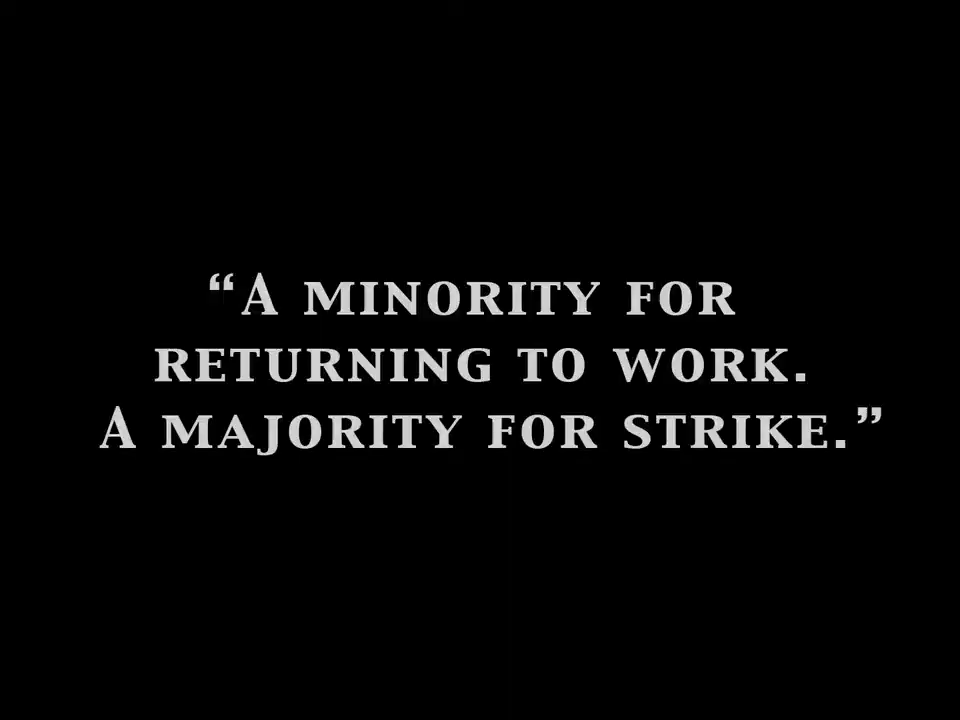 “A MINORITY FOR
RETURNING TO WORK.
A MAJORITY FOR STRIKE.”